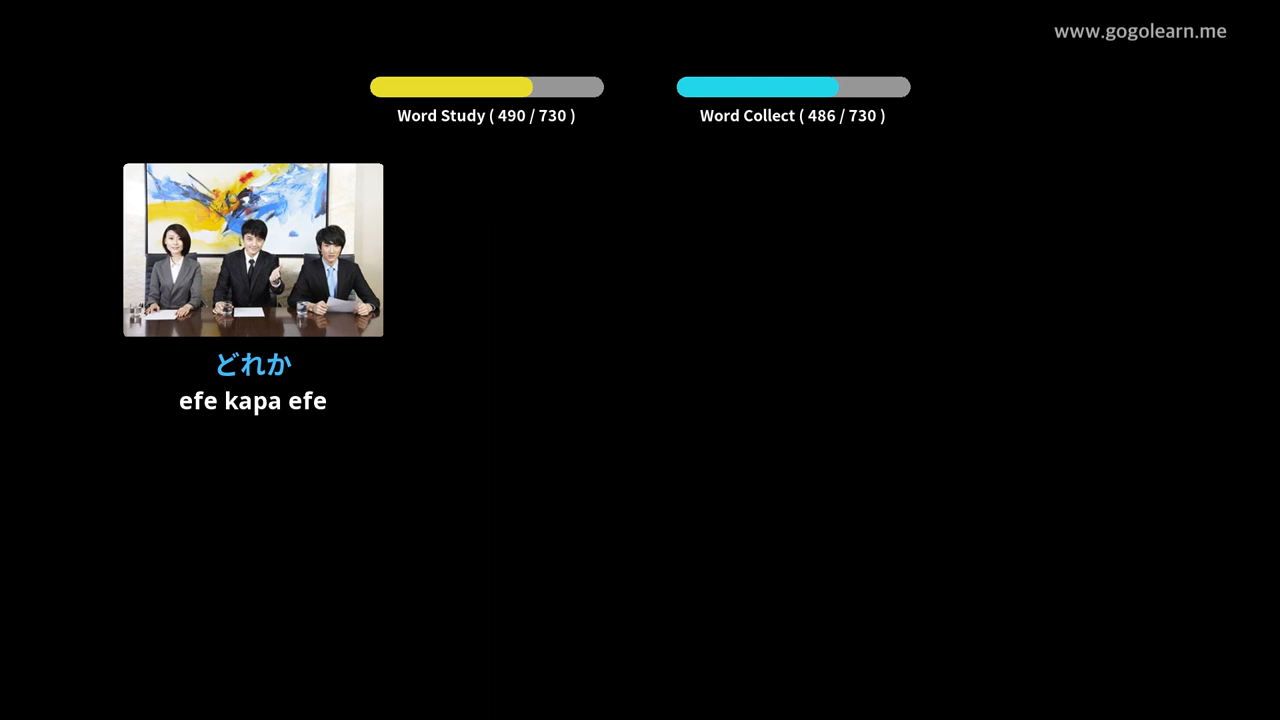 www.gogolearn.me
Word Study ( 490 / 730 )
Word Collect ( 486 / 730 )
どれか
efe kapa efe